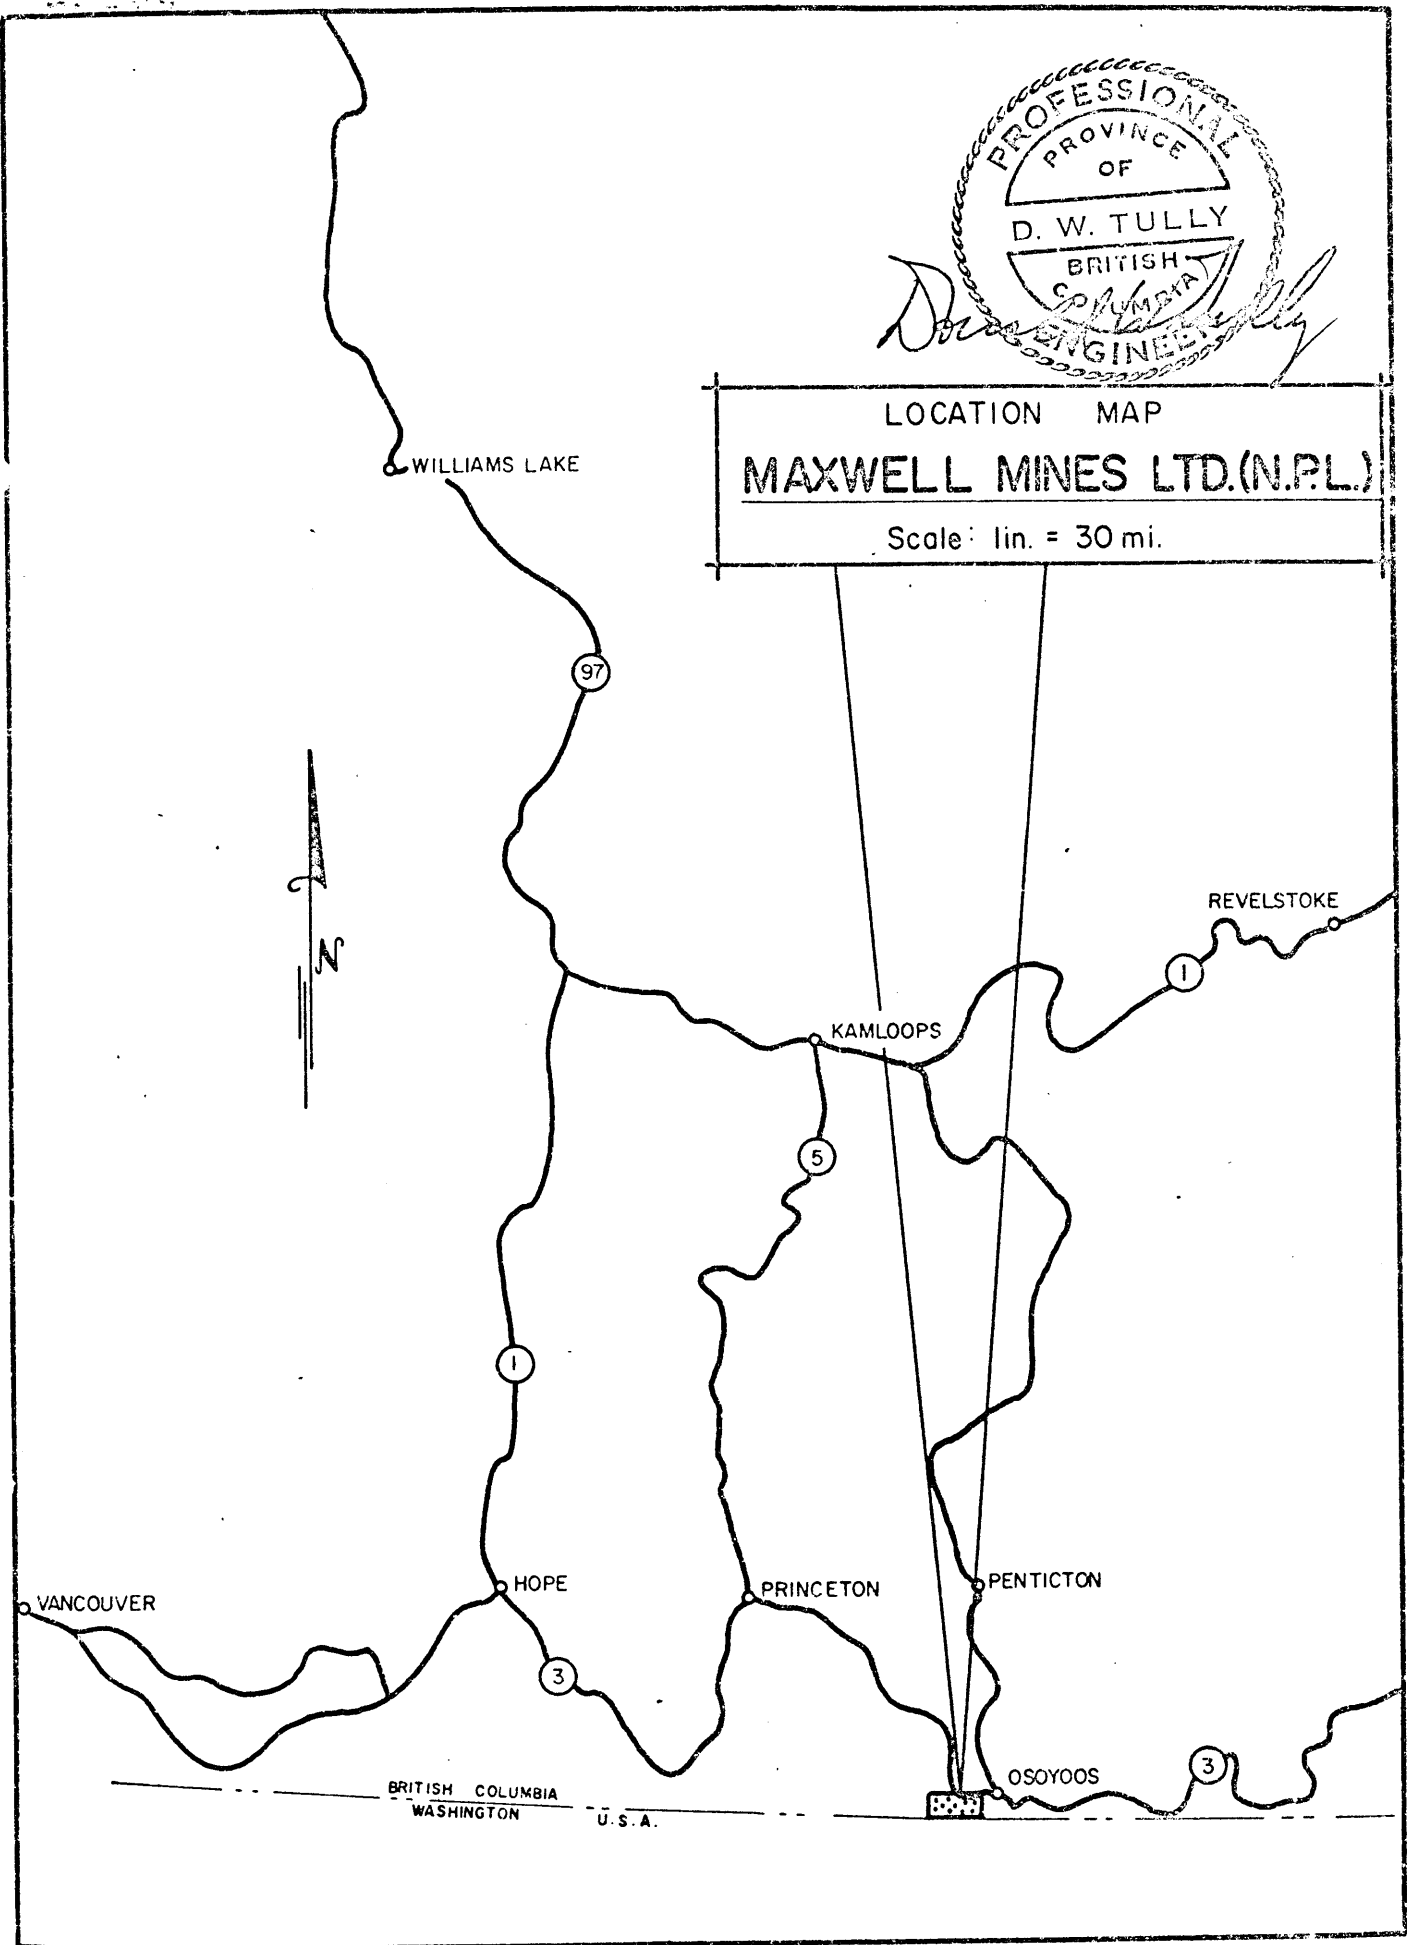 PROFESSIONAL
PROVINCE
OF
D. W. TULLY
BRITISH
COLUMBIA
ENGINEER
LOCATION MAP
MAXWELL MINES LTD.(N.P.L.)
Scale: 1in. = 30 mi.
WILLIAMS LAKE
97
N
REVELSTOKE
1
KAMLOOPS
5
1
HOPE
PRINCETON
PENTICTON
VANCOUVER
3
3
OSOYOOS
BRITISH COLUMBIA
WASHINGTON U.S.A.